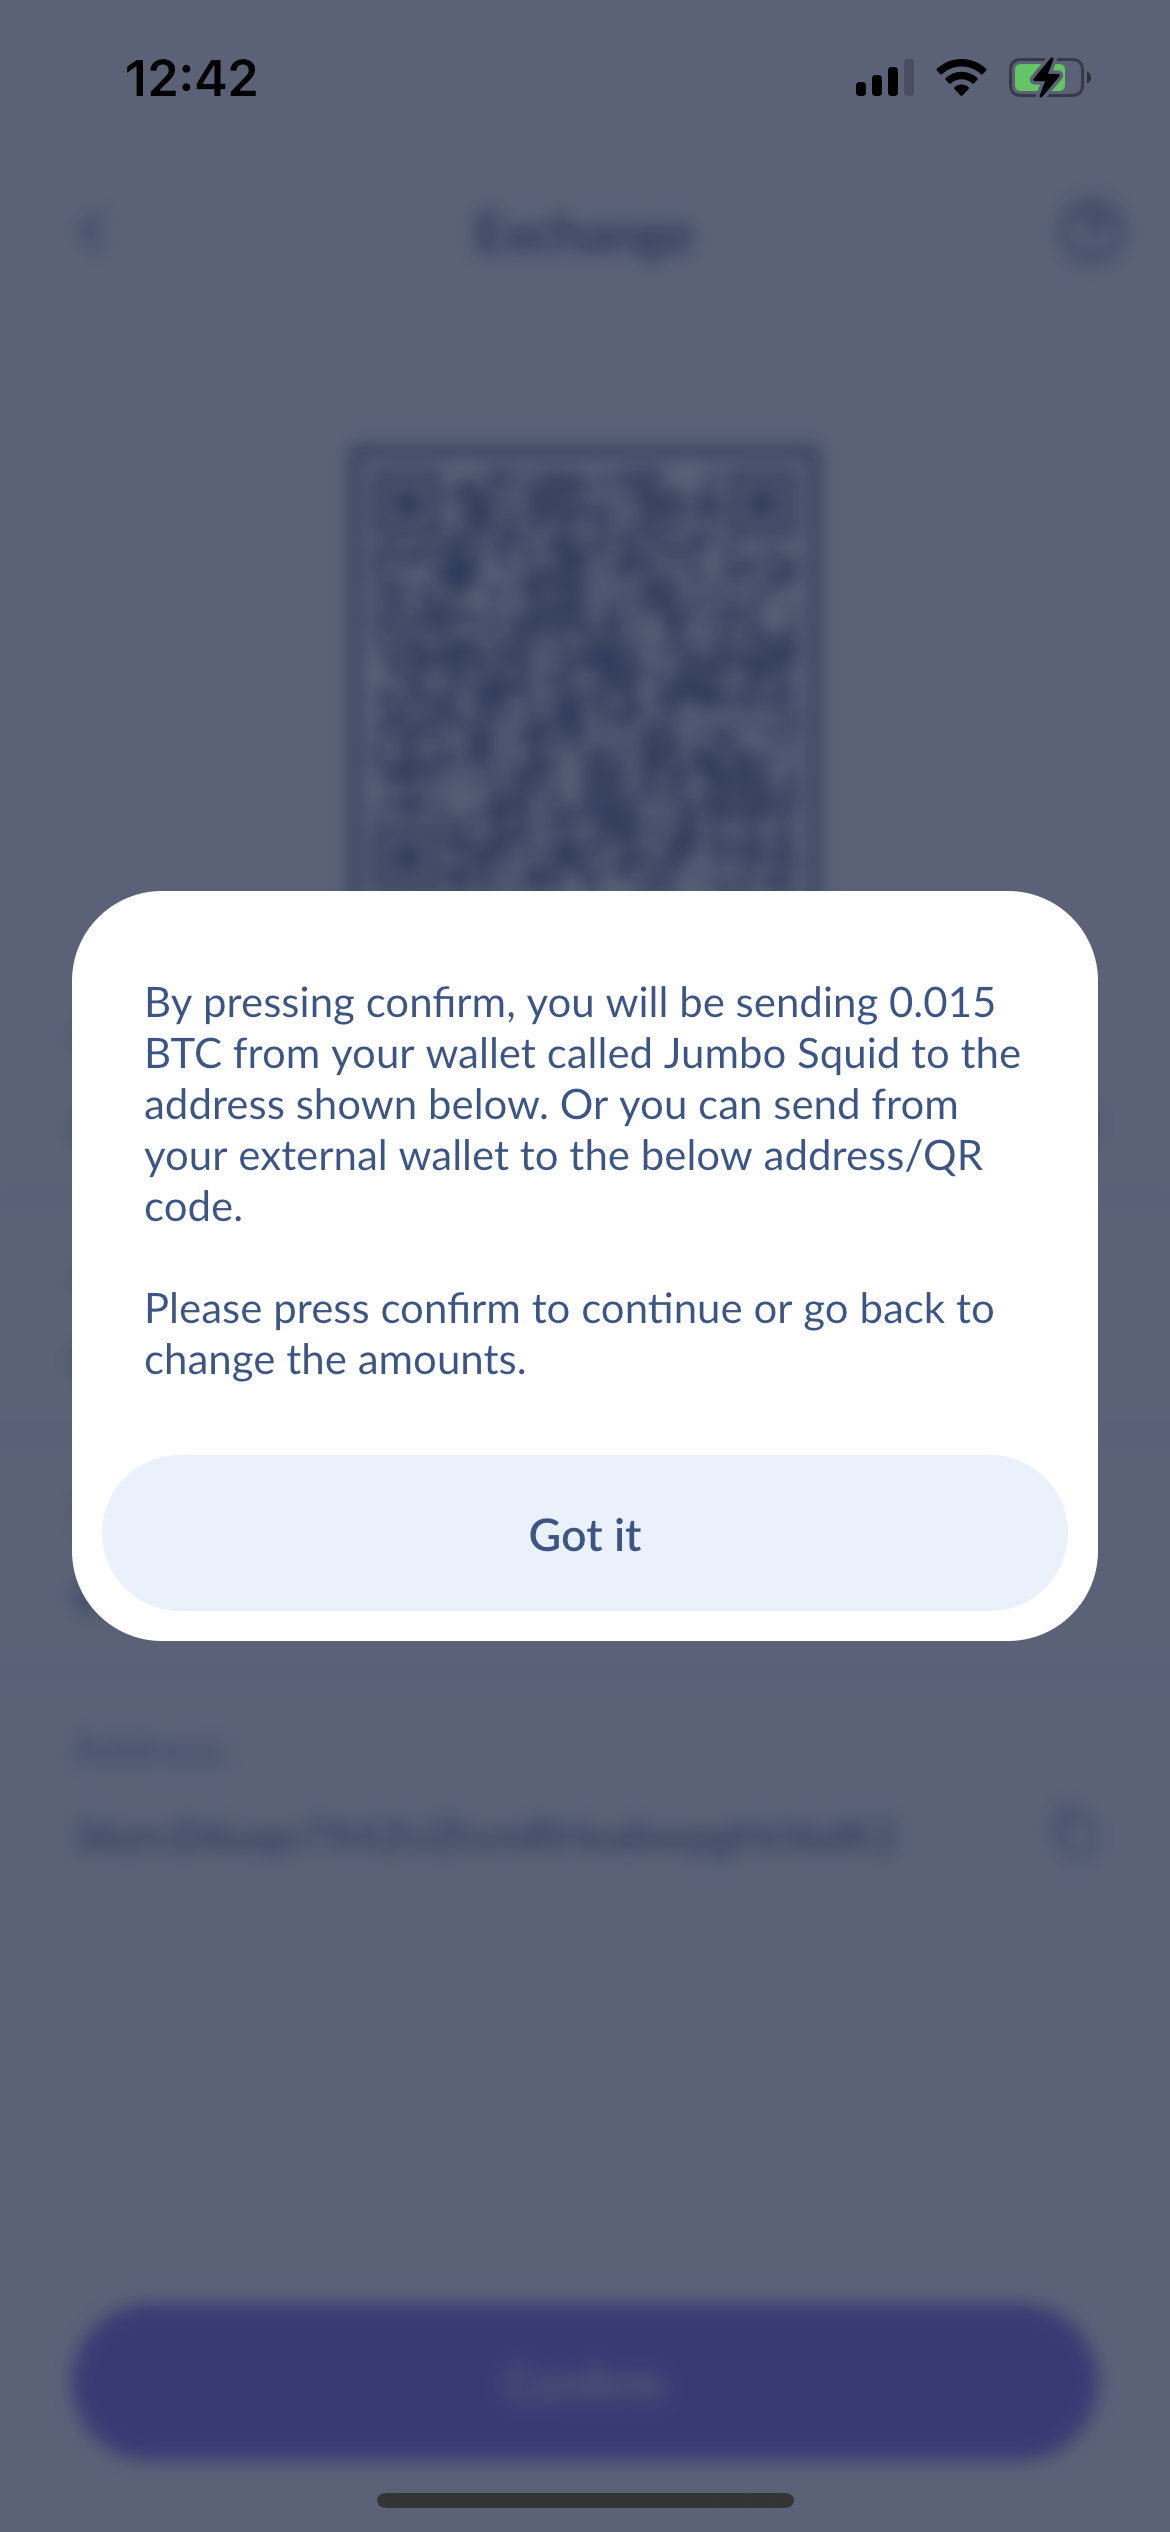 12:42
Exchange
By pressing confirm, you will be sending 0.015
BTC from your wallet called Jumbo Squid to the
address shown below. Or you can send from
your external wallet to the below address/QR
code.
Please press confirm to continue or go back to
change the amounts.
Got it
Address
Confirm